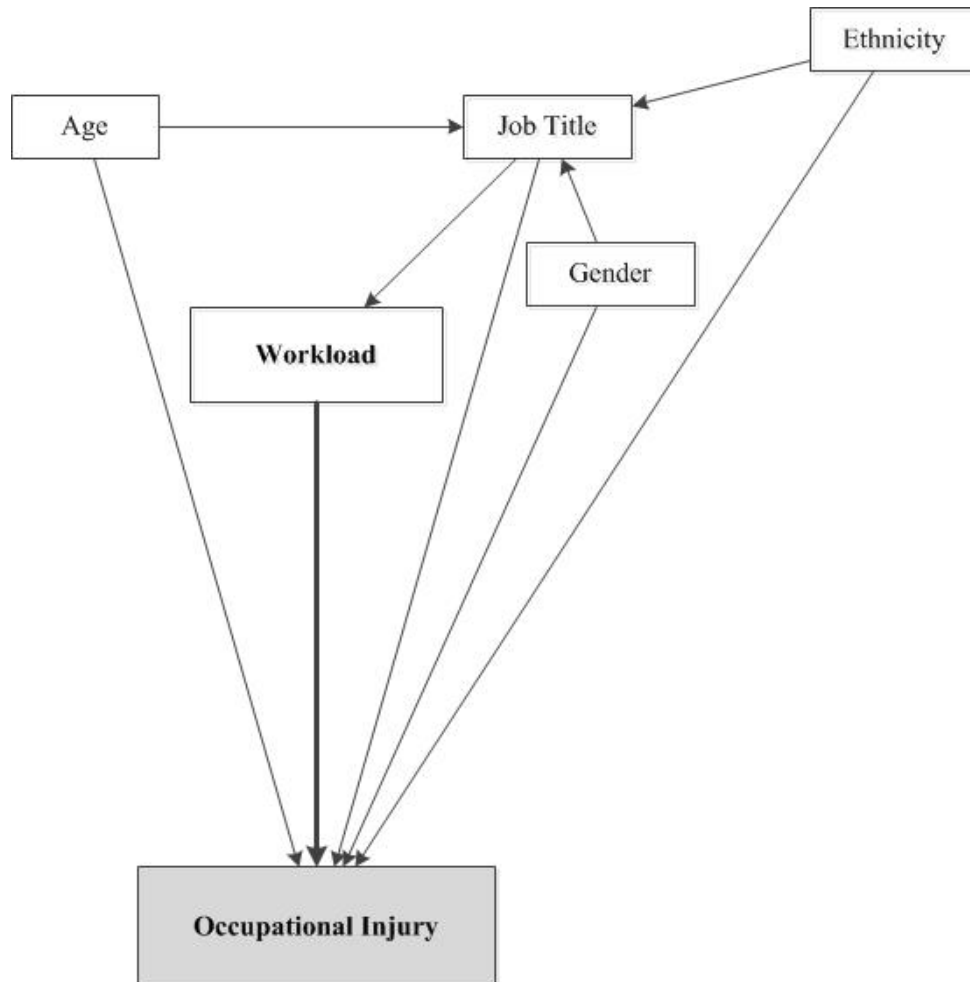 Ethnicity
Age
Job Title
Gender
Workload
Occupational Injury